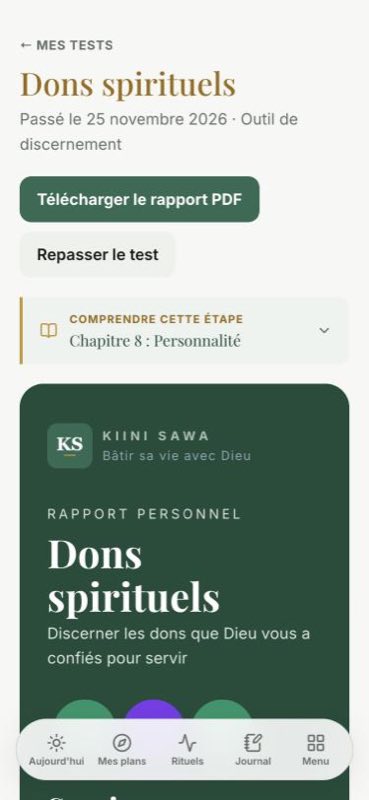 ← MES TESTS
Dons spirituels
Passé le 25 novembre 2026 · Outil de
discernement
Télécharger le rapport PDF
Repasser le test
COMPRENDRE CETTE ÉTAPE
Chapitre 8 : Personnalité
KS
KIINI SAWA
Bâtir sa vie avec Dieu
RAPPORT PERSONNEL
Dons
spirituels
Discerner les dons que Dieu vous a
confiés pour servir
Aujourd'hui
Mes plans
Rituels
Journal
Menu